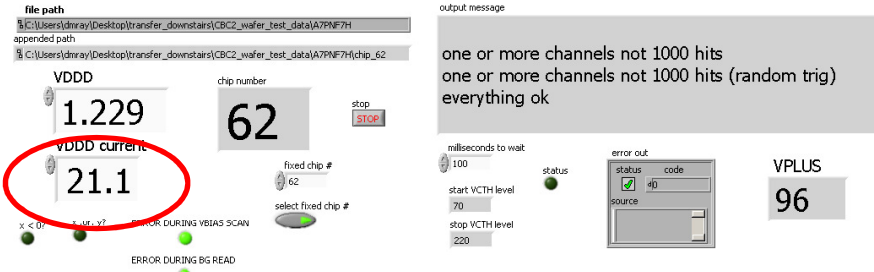 file path
C:\Users\dmray\Desktop\transfer_downstairs\CBC2_wafer_test_data\A7PNF7H
appended path
C:\Users\dmray\Desktop\transfer_downstairs\CBC2_wafer_test_data\A7PNF7H\chip_62
VDDD
1.229
VDDD current
21.1
chip number
62
stop
STOP
fixed chip #
62
select fixed chip #
x < 0?
ERROR DURING VBIAS SCAN
ERROR DURING BG READ
output message
one or more channels not 1000 hits
one or more channels not 1000 hits (random trig)
everything ok
milliseconds to wait
100
status
start VCTH level
70
stop VCTH level
220
error out
status code
d0
source
VPLUS
96